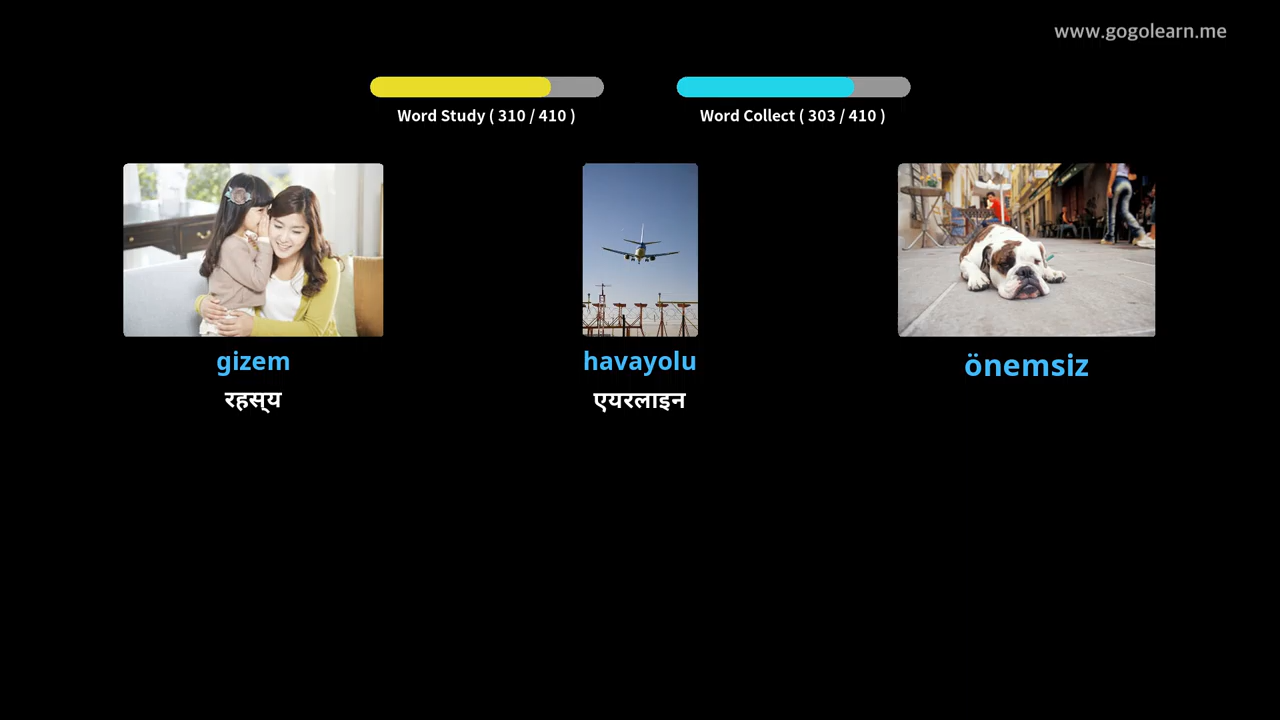 www.gogolearn.me
Word Study ( 310 / 410 )
Word Collect ( 303 / 410 )
gizem
रहस्य
havayolu
एयरलाइन
önemsiz